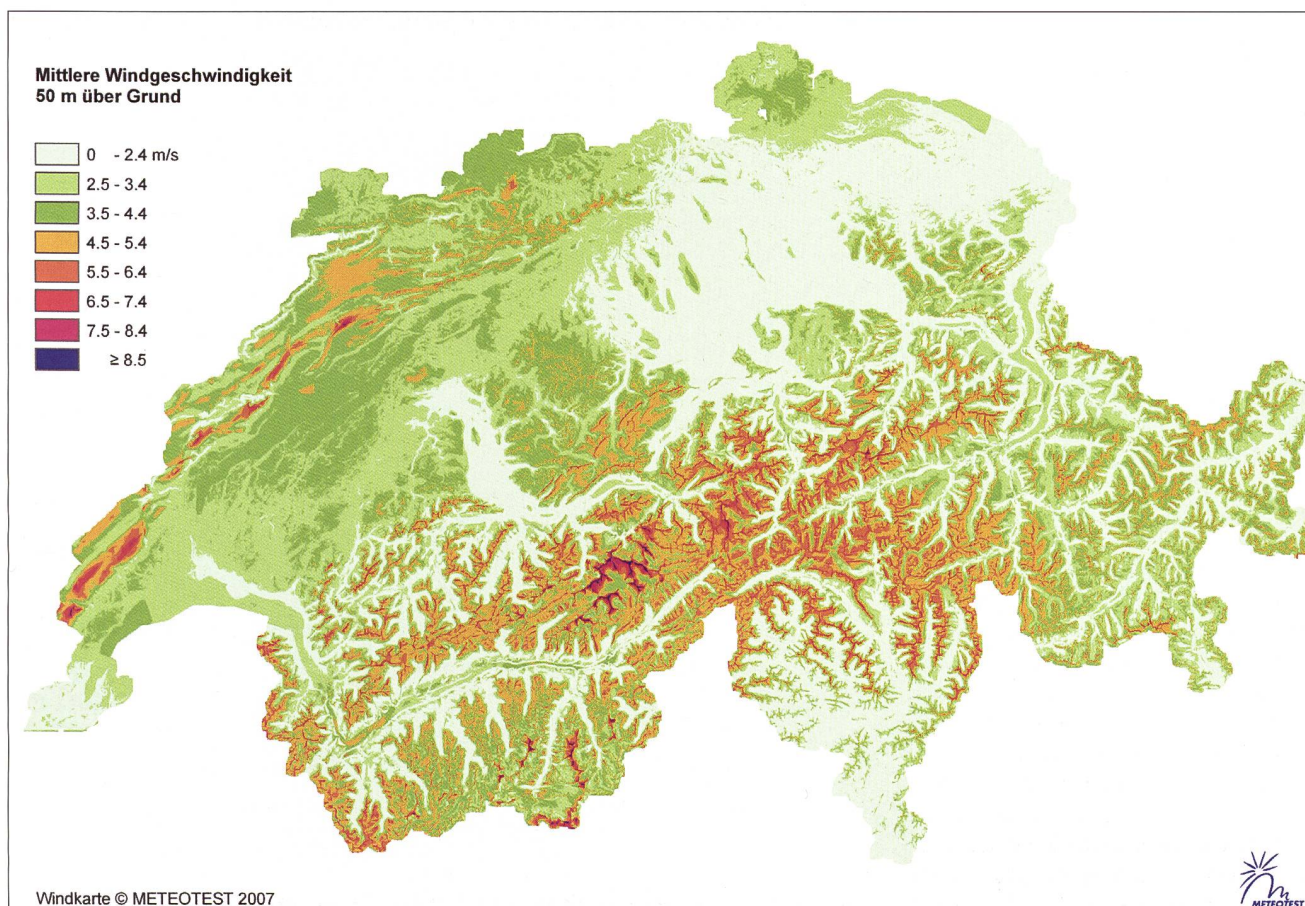 Mittlere Windgeschwindigkeit
50 m über Grund
0 - 2.4 m/s
2.5 - 3.4
3.5 - 4.4
4.5 - 5.4
5.5 - 6.4
6.5 - 7.4
7.5 - 8.4
≥ 8.5
Windkarte © METEOTEST 2007
METEOTEST